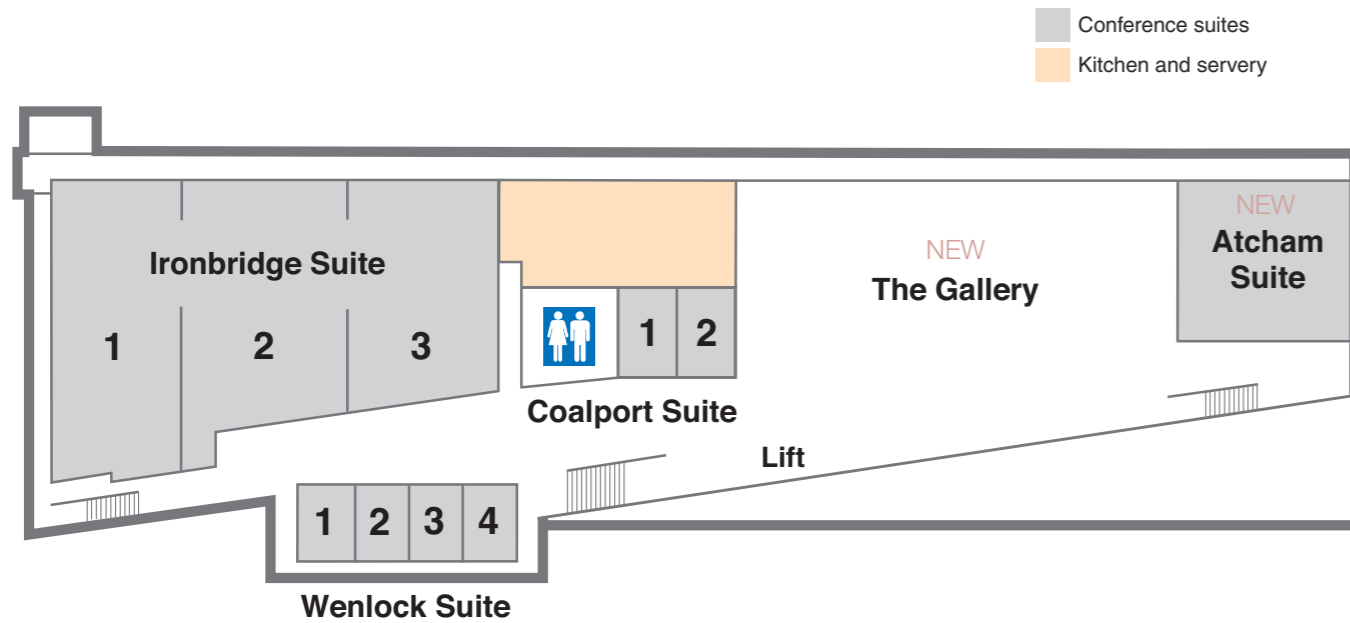 Conference suites
Kitchen and servery
Ironbridge Suite
1
2
3
1
2
Coalport Suite
NEW
The Gallery
NEW
Atcham
Suite
Lift
1
2
3
4
Wenlock Suite